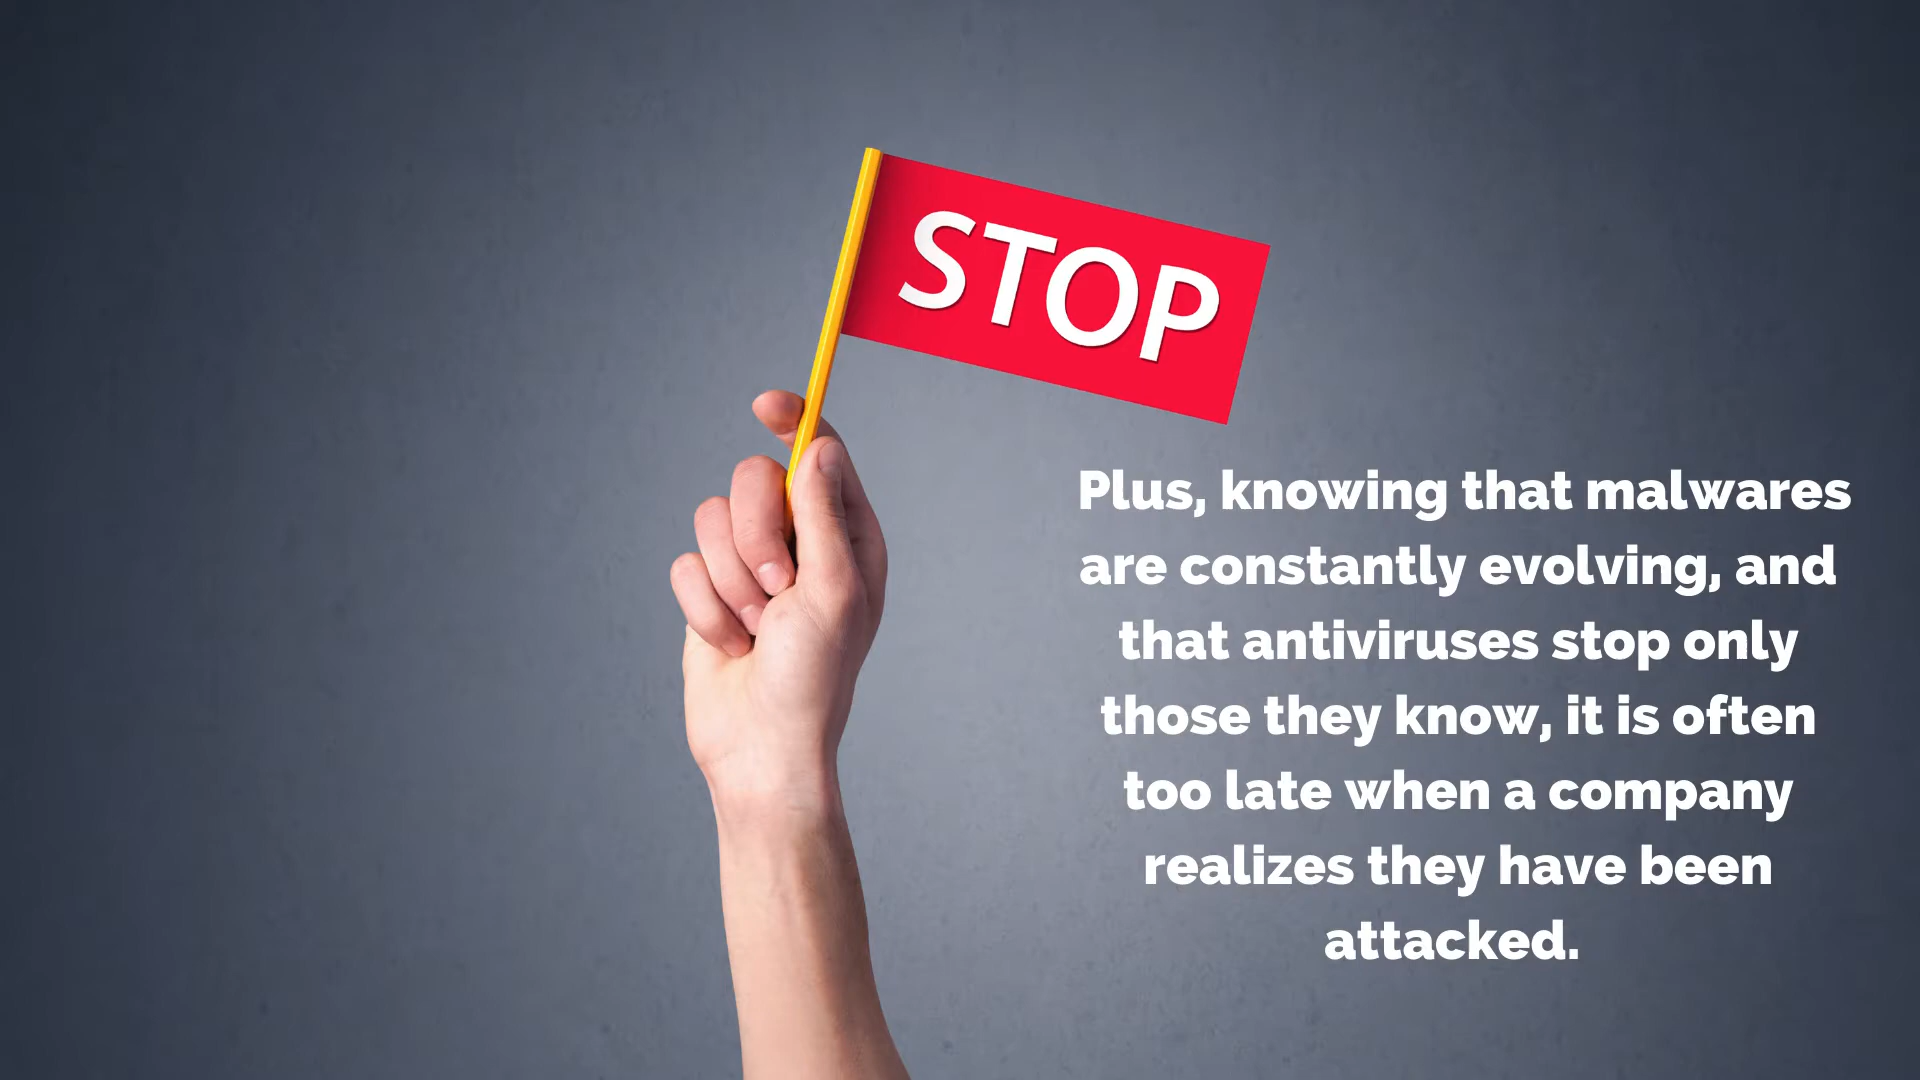 STOP
Plus, knowing that malwares
are constantly evolving, and
that antiviruses stop only
those they know, it is often
too late when a company
realizes they have been
attacked.